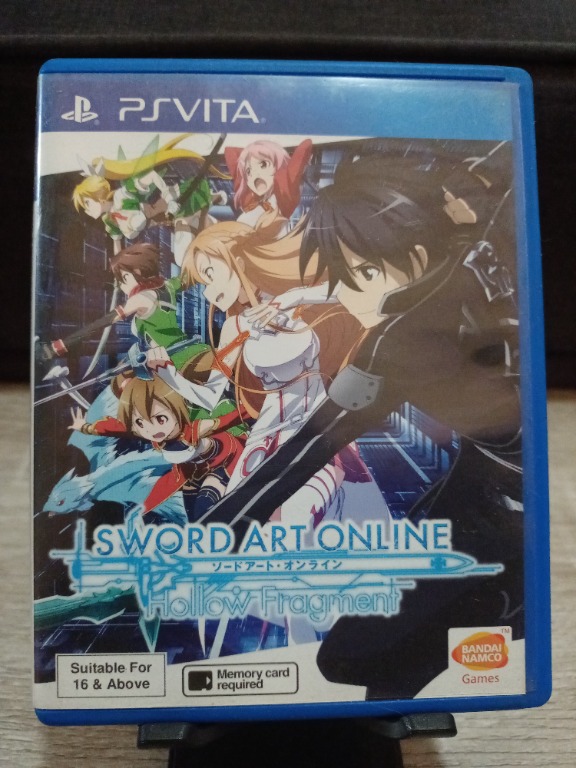 PSVITA
SWORD ART ONLINE
ソードアート・オンライン
Hollow Fragment
Suitable For
16 & Above
Memory card
required
BANDAI
NAMCO
TM
Games